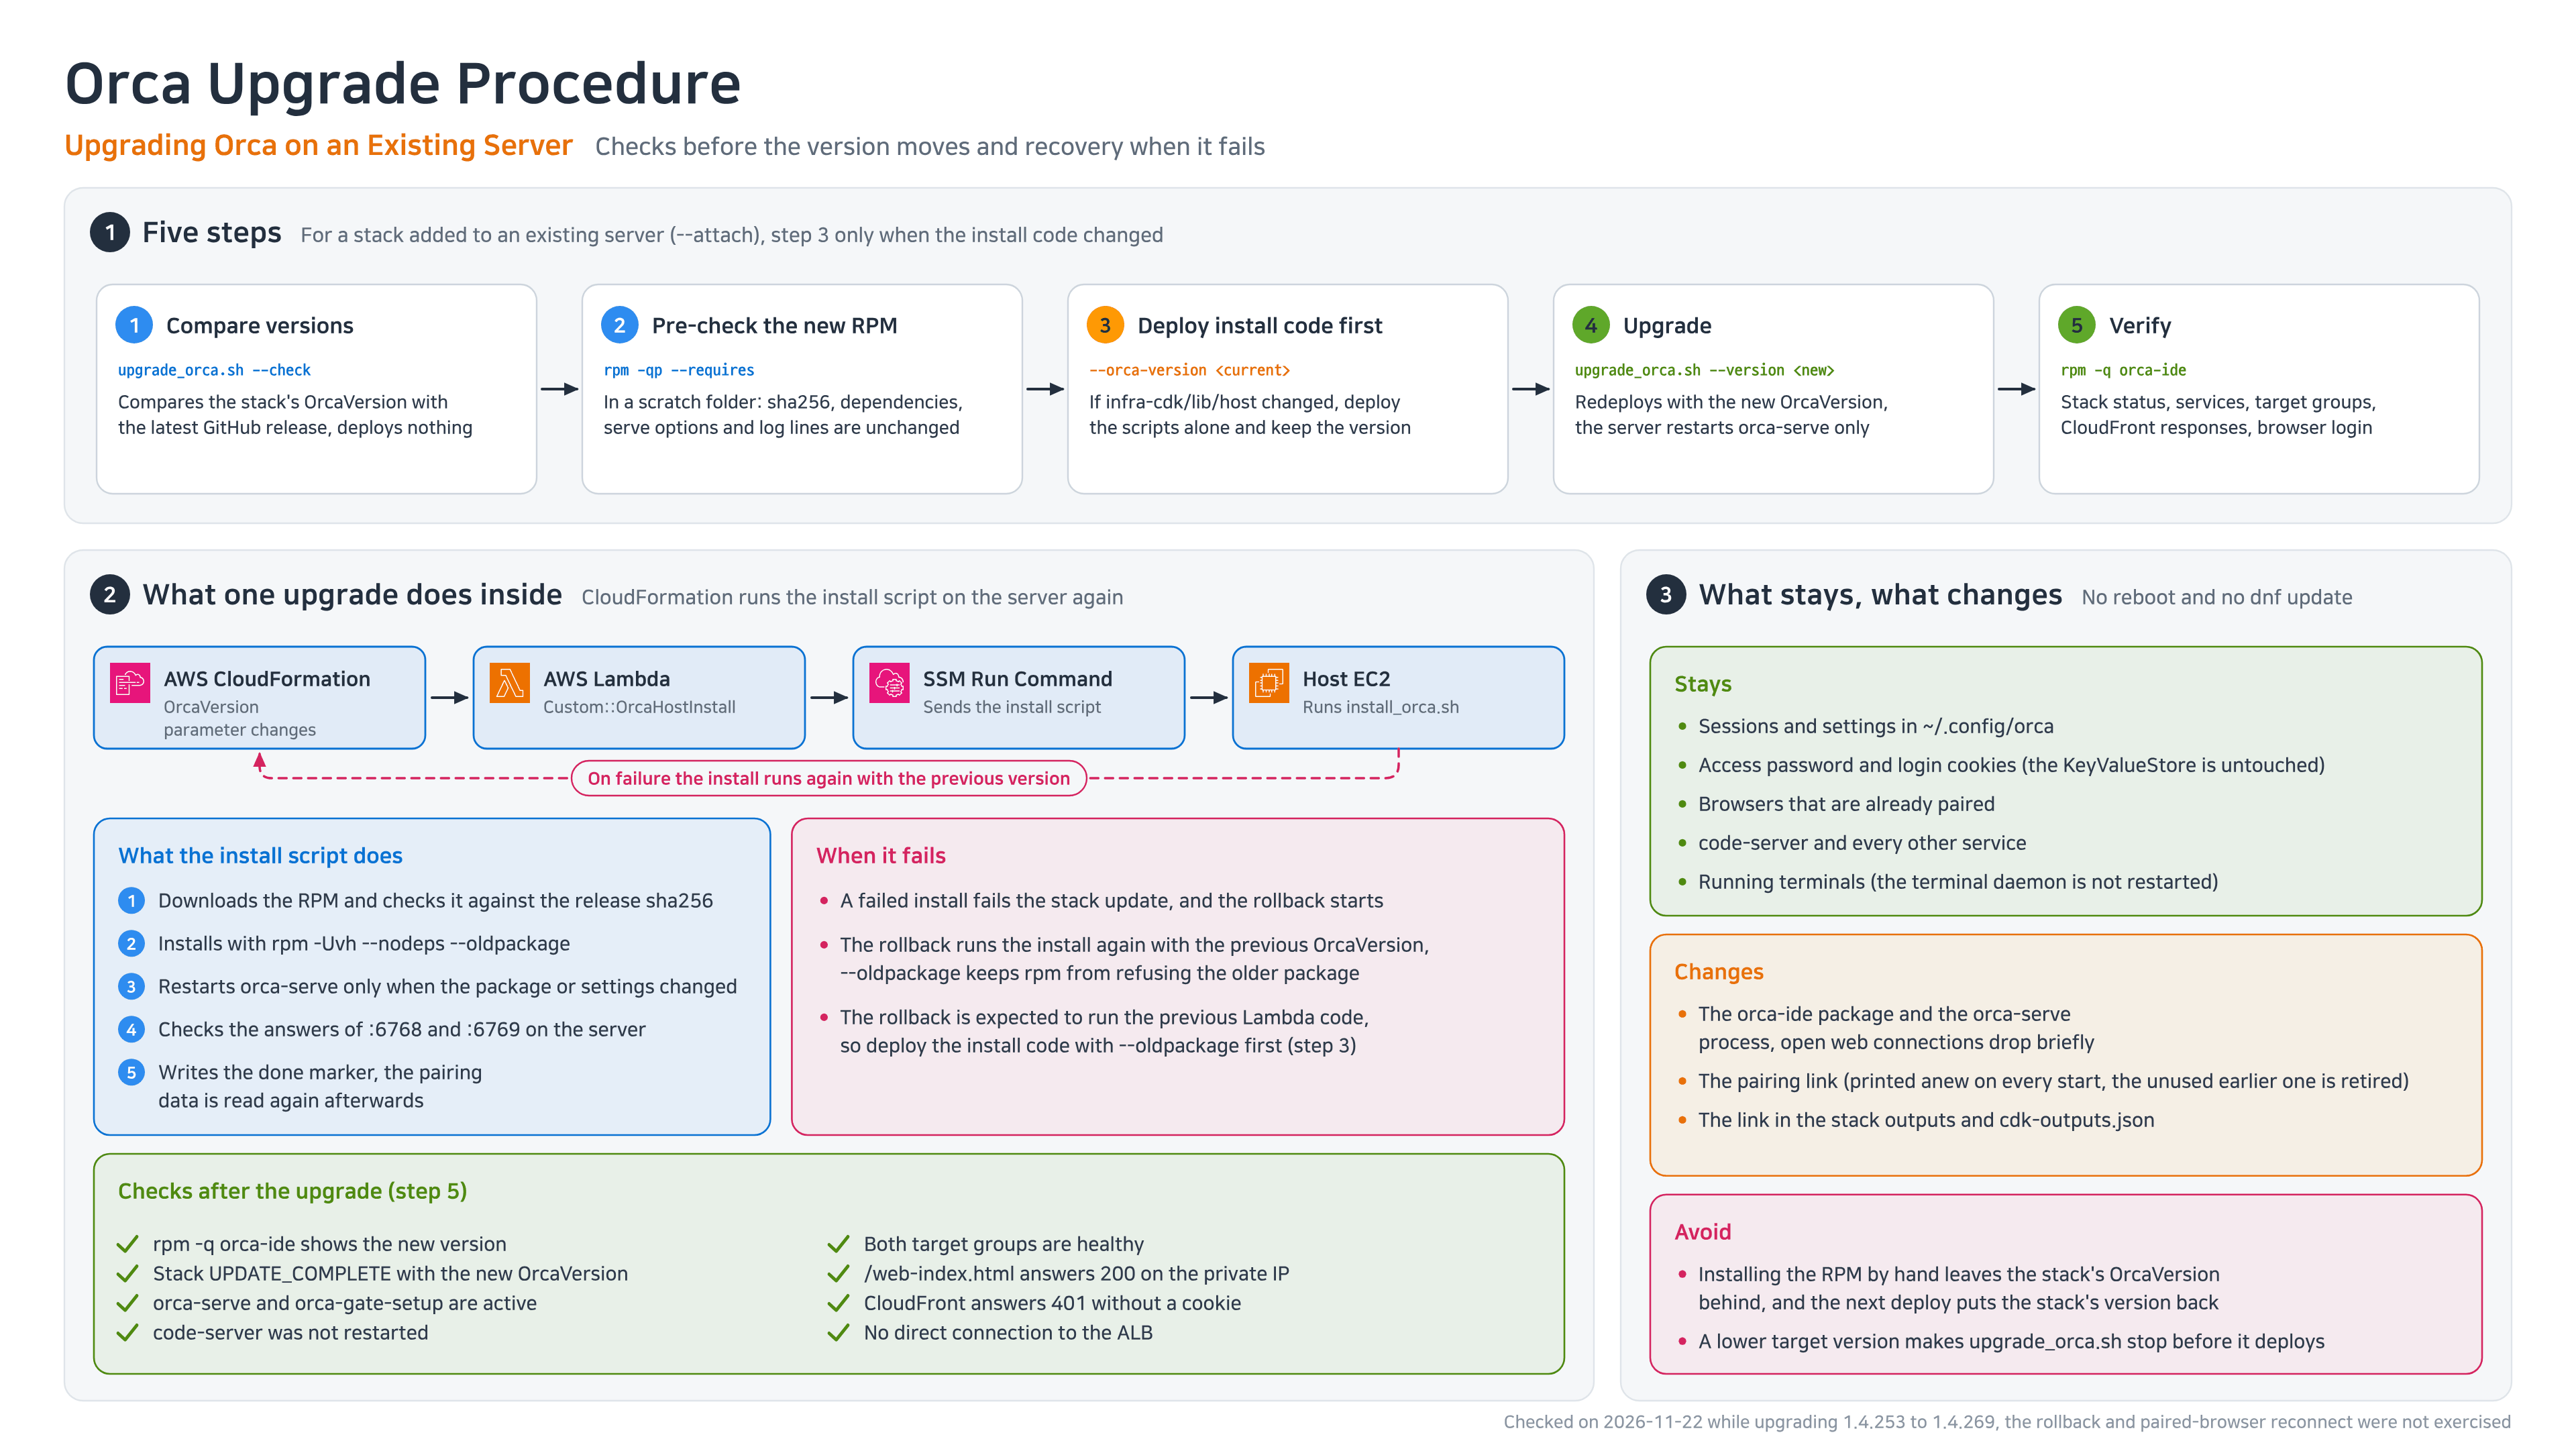 Orca Upgrade Procedure
Upgrading Orca on an Existing Server
Checks before the version moves and recovery when it fails
1
Five steps
For a stack added to an existing server (--attach), step 3 only when the install code changed
1
Compare versions
upgrade_orca.sh --check
Compares the stack's OrcaVersion with
the latest GitHub release, deploys nothing
2
Pre-check the new RPM
rpm -qp --requires
In a scratch folder: sha256, dependencies,
serve options and log lines are unchanged
3
Deploy install code first
--orca-version <current>
If infra-cdk/lib/host changed, deploy
the scripts alone and keep the version
4
Upgrade
upgrade_orca.sh --version <new>
Redeploys with the new OrcaVersion,
the server restarts orca-serve only
5
Verify
rpm -q orca-ide
Stack status, services, target groups,
CloudFront responses, browser login
2
What one upgrade does inside
CloudFormation runs the install script on the server again
AWS CloudFormation
OrcaVersion
parameter changes
AWS Lambda
Custom::OrcaHostInstall
SSM Run Command
Sends the install script
Host EC2
Runs install_orca.sh
On failure the install runs again with the previous version
What the install script does
1 Downloads the RPM and checks it against the release sha256
2 Installs with rpm -Uvh --nodeps --oldpackage
3 Restarts orca-serve only when the package or settings changed
4 Checks the answers of :6768 and :6769 on the server
5 Writes the done marker, the pairing
data is read again afterwards
When it fails
• A failed install fails the stack update, and the rollback starts
• The rollback runs the install again with the previous OrcaVersion,
--oldpackage keeps rpm from refusing the older package
• The rollback is expected to run the previous Lambda code,
so deploy the install code with --oldpackage first (step 3)
Checks after the upgrade (step 5)
rpm -q orca-ide shows the new version
Stack UPDATE_COMPLETE with the new OrcaVersion
orca-serve and orca-gate-setup are active
code-server was not restarted
Both target groups are healthy
/web-index.html answers 200 on the private IP
CloudFront answers 401 without a cookie
No direct connection to the ALB
3
What stays, what changes
No reboot and no dnf update
Stays
• Sessions and settings in ~/.config/orca
• Access password and login cookies (the KeyValueStore is untouched)
• Browsers that are already paired
• code-server and every other service
• Running terminals (the terminal daemon is not restarted)
Changes
• The orca-ide package and the orca-serve
process, open web connections drop briefly
• The pairing link (printed anew on every start, the unused earlier one is retired)
• The link in the stack outputs and cdk-outputs.json
Avoid
• Installing the RPM by hand leaves the stack's OrcaVersion
behind, and the next deploy puts the stack's version back
• A lower target version makes upgrade_orca.sh stop before it deploys
Checked on 2026-11-22 while upgrading 1.4.253 to 1.4.269, the rollback and paired-browser reconnect were not exercised